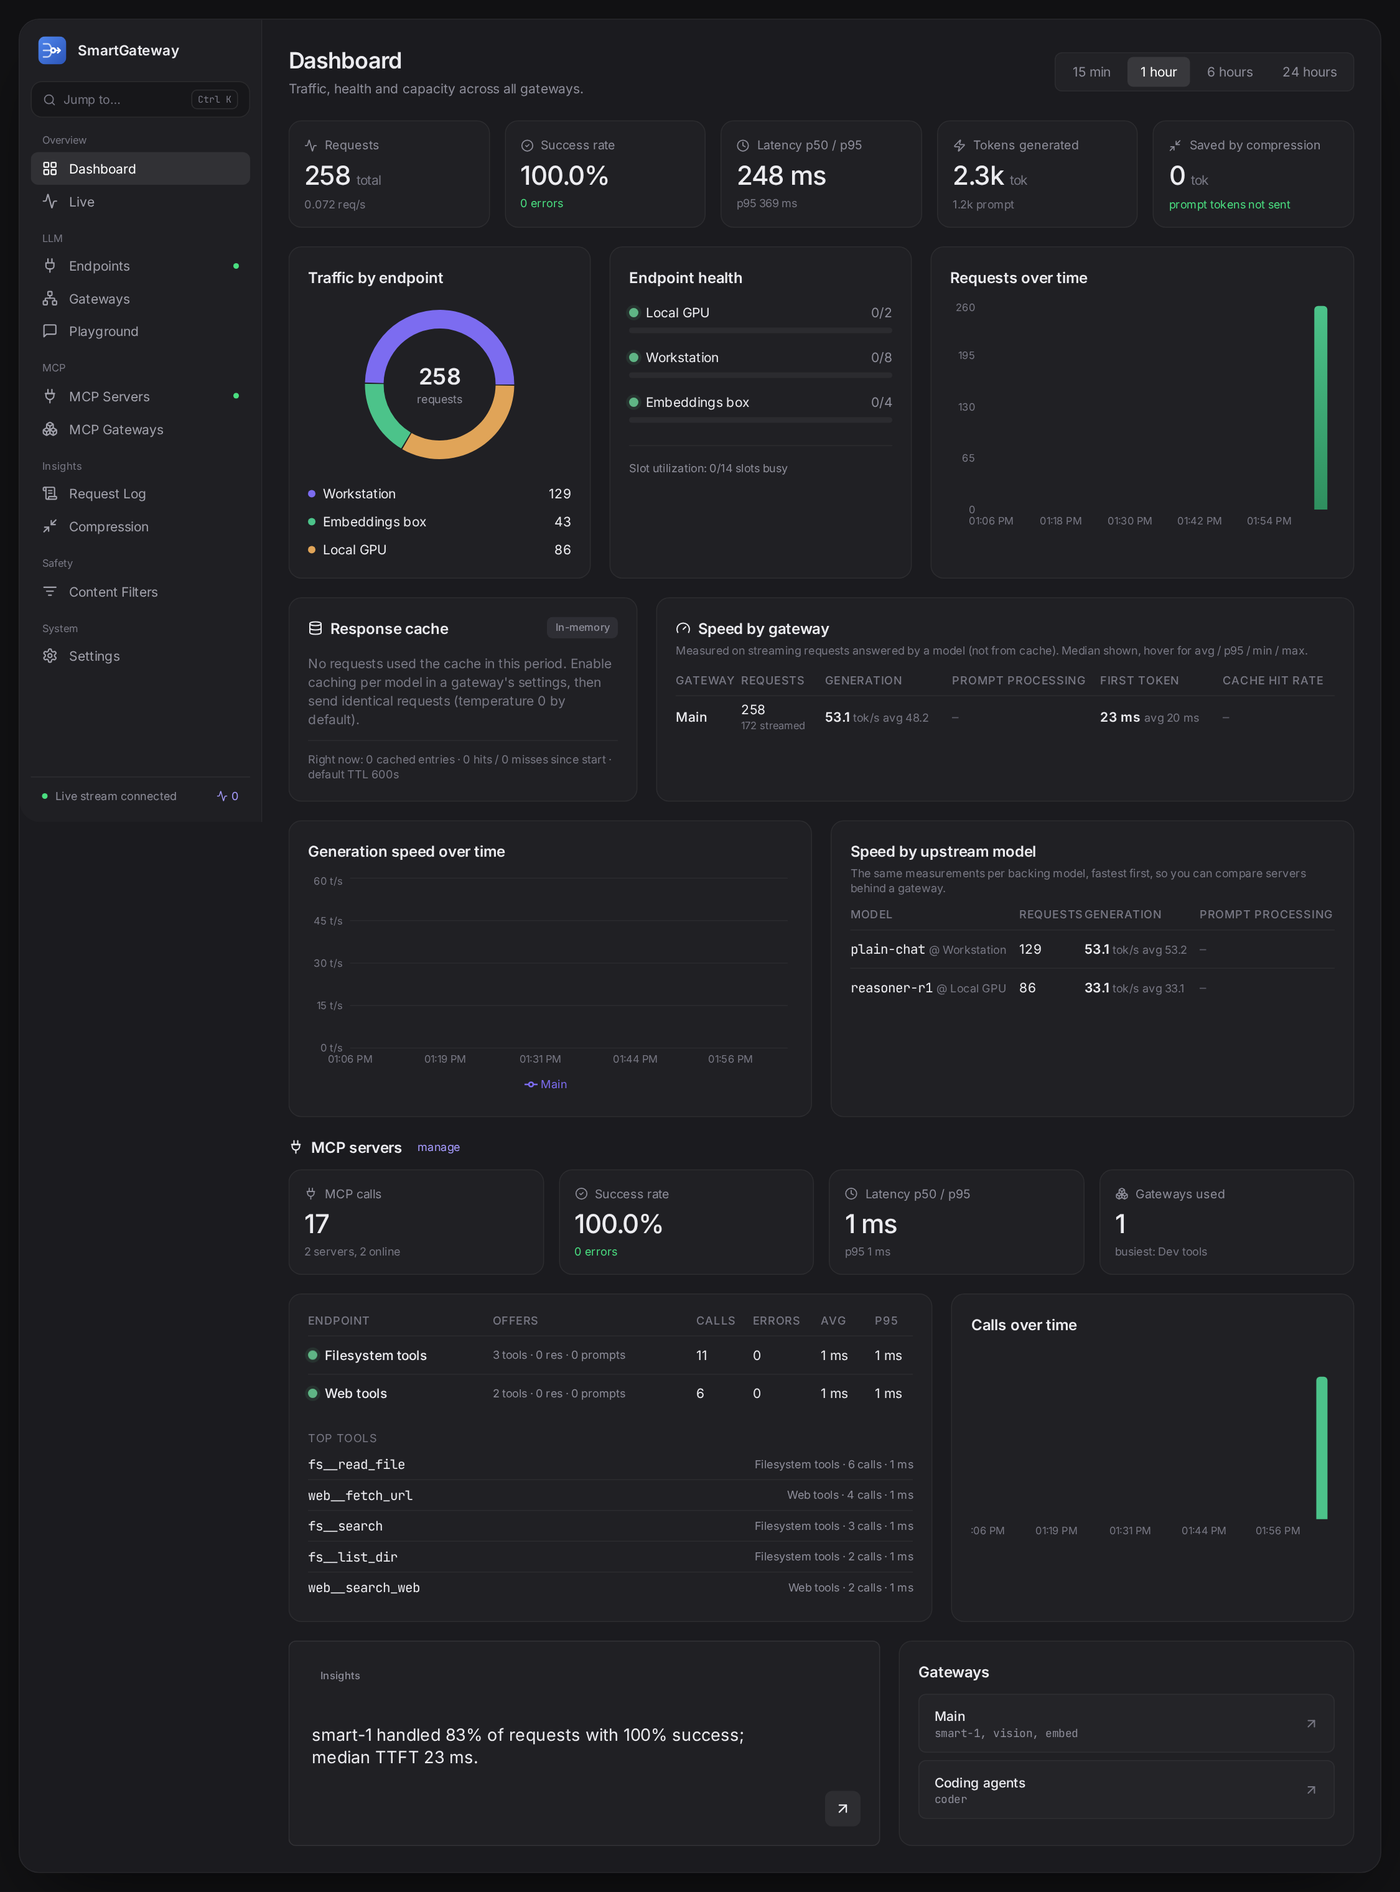 SmartGateway
Jump to...
Ctrl K
Overview
Dashboard
Live
LLM
Endpoints
Gateways
Playground
MCP
MCP Servers
MCP Gateways
Insights
Request Log
Compression
Safety
Content Filters
System
Settings
Live stream connected
0
Dashboard
Traffic, health and capacity across all gateways.
15 min
1 hour
6 hours
24 hours
Requests
258 total
0.072 req/s
Success rate
100.0%
0 errors
Latency p50 / p95
248 ms
p95 369 ms
Tokens generated
2.3k tok
1.2k prompt
Saved by compression
0 tok
prompt tokens not sent
Traffic by endpoint
258
requests
Workstation 129
Embeddings box 43
Local GPU 86
Endpoint health
Local GPU 0/2
Workstation 0/8
Embeddings box 0/4
Slot utilization: 0/14 slots busy
Requests over time
260
195
130
65
0
01:06 PM 01:18 PM 01:30 PM 01:42 PM 01:54 PM
Response cache
In-memory
No requests used the cache in this period. Enable
caching per model in a gateway's settings, then
send identical requests (temperature 0 by
default).
Right now: 0 cached entries · 0 hits / 0 misses since start ·
default TTL 600s
Speed by gateway
Measured on streaming requests answered by a model (not from cache). Median shown, hover for avg / p95 / min / max.
GATEWAY REQUESTS GENERATION PROMPT PROCESSING FIRST TOKEN CACHE HIT RATE
Main 258 53.1 tok/s avg 48.2 – 23 ms avg 20 ms –
172 streamed
Generation speed over time
60 t/s
45 t/s
30 t/s
15 t/s
0 t/s
01:06 PM 01:19 PM 01:31 PM 01:44 PM 01:56 PM
Main
Speed by upstream model
The same measurements per backing model, fastest first, so you can compare servers
behind a gateway.
MODEL REQUESTS GENERATION PROMPT PROCESSING
plain-chat @ Workstation 129 53.1 tok/s avg 53.2 –
reasoner-r1 @ Local GPU 86 33.1 tok/s avg 33.1 –
MCP servers manage
MCP calls
17
2 servers, 2 online
Success rate
100.0%
0 errors
Latency p50 / p95
1 ms
p95 1 ms
Gateways used
1
busiest: Dev tools
ENDPOINT OFFERS CALLS ERRORS AVG P95
Filesystem tools 3 tools · 0 res · 0 prompts 11 0 1 ms 1 ms
Web tools 2 tools · 0 res · 0 prompts 6 0 1 ms 1 ms
TOP TOOLS
fs__read_file Filesystem tools · 6 calls · 1 ms
web__fetch_url Web tools · 4 calls · 1 ms
fs__search Filesystem tools · 3 calls · 1 ms
fs__list_dir Filesystem tools · 2 calls · 1 ms
web__search_web Web tools · 2 calls · 1 ms
Calls over time
:06 PM 01:19 PM 01:31 PM 01:44 PM 01:56 PM
Insights
smart-1 handled 83% of requests with 100% success;
median TTFT 23 ms.
Gateways
Main
smart-1, vision, embed
Coding agents
coder